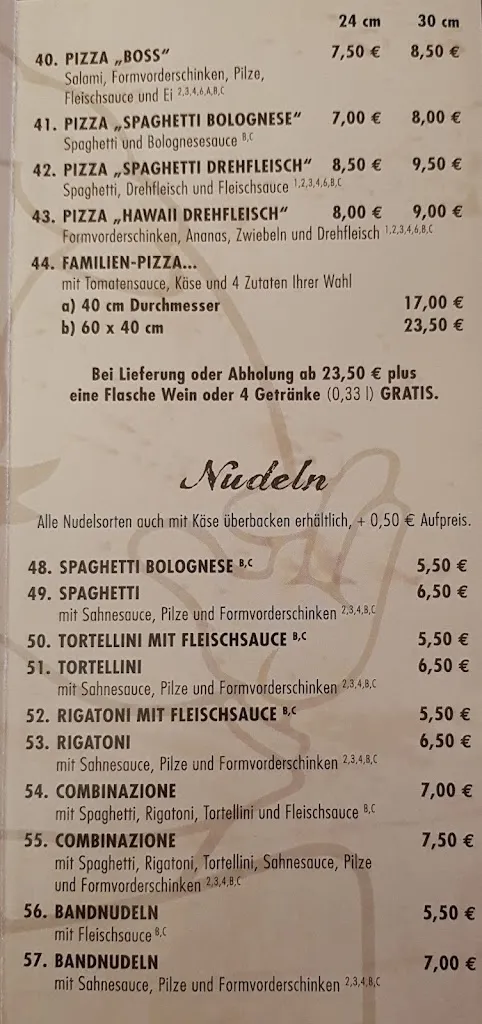 24 cm 30 cm
40. PIZZA „BOSS“ 7,50 € 8,50 €
Salami, Formvorderschinken, Pilze,
Fleischsauce und Ei 2,3,4,6,A,B,C
41. PIZZA „SPAGHETTI BOLOGNESE“ 7,00 € 8,00 €
Spaghetti und Bolognesesauce B,C
42. PIZZA „SPAGHETTI DREHFLEISCH“ 8,50 € 9,50 €
Spaghetti, Drehfleisch und Fleischsauce 1,2,3,4,6,B,C
43. PIZZA „HAWAII DREHFLEISCH“ 8,00 € 9,00 €
Formvorderschinken, Ananas, Zwiebeln und Drehfleisch 1,2,3,4,6,B,C
44. FAMILIEN-PIZZA...
mit Tomatensauce, Käse und 4 Zutaten Ihrer Wahl
a) 40 cm Durchmesser 17,00 €
b) 60 x 40 cm 23,50 €
Bei Lieferung oder Abholung ab 23,50 € plus
eine Flasche Wein oder 4 Getränke (0,33 l) GRATIS.
Nudeln
Alle Nudelsorten auch mit Käse überbacken erhältlich, + 0,50 € Aufpreis.
48. SPAGHETTI BOLOGNESE B,C 5,50 €
49. SPAGHETTI 6,50 €
mit Sahnesauce, Pilze und Formvorderschinken 2,3,4,B,C
50. TORTELLINI MIT FLEISCHSAUCE B,C 5,50 €
51. TORTELLINI 6,50 €
mit Sahnesauce, Pilze und Formvorderschinken 2,3,4,B,C
52. RIGATONI MIT FLEISCHSAUCE B,C 5,50 €
53. RIGATONI 6,50 €
mit Sahnesauce, Pilze und Formvorderschinken 2,3,4,B,C
54. COMBINAZIONE 7,00 €
mit Spaghetti, Rigatoni, Tortellini und Fleischsauce B,C
55. COMBINAZIONE 7,50 €
mit Spaghetti, Rigatoni, Tortellini, Sahnesauce, Pilze
und Formvorderschinken 2,3,4,B,C
56. BANDNUDELN 5,50 €
mit Fleischsauce B,C
57. BANDNUDELN 7,00 €
mit Sahnesauce, Pilze und Formvorderschinken 2,3,4,B,C